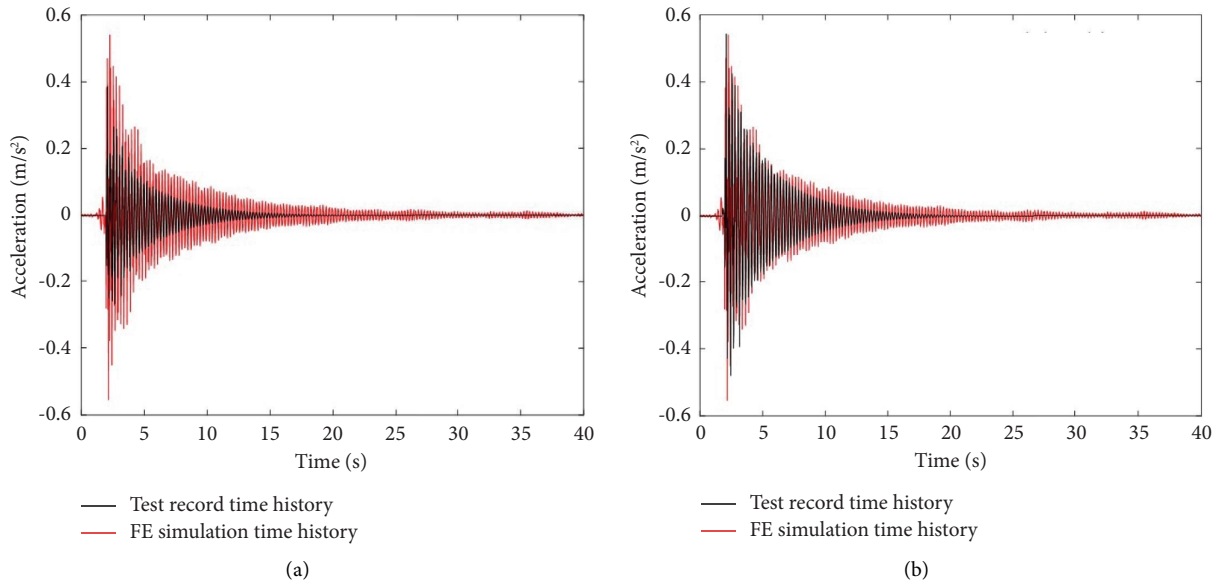 0.6
0.4
0.2
0
-0.2
-0.4
-0.6
Acceleration (m/s²)
0 5 10 15 20 25 30 35 40
Time (s)
Test record time history
FE simulation time history
(a)
0.6
0.4
0.2
0
-0.2
-0.4
-0.6
Acceleration (m/s²)
0 5 10 15 20 25 30 35 40
Time (s)
Test record time history
FE simulation time history
(b)